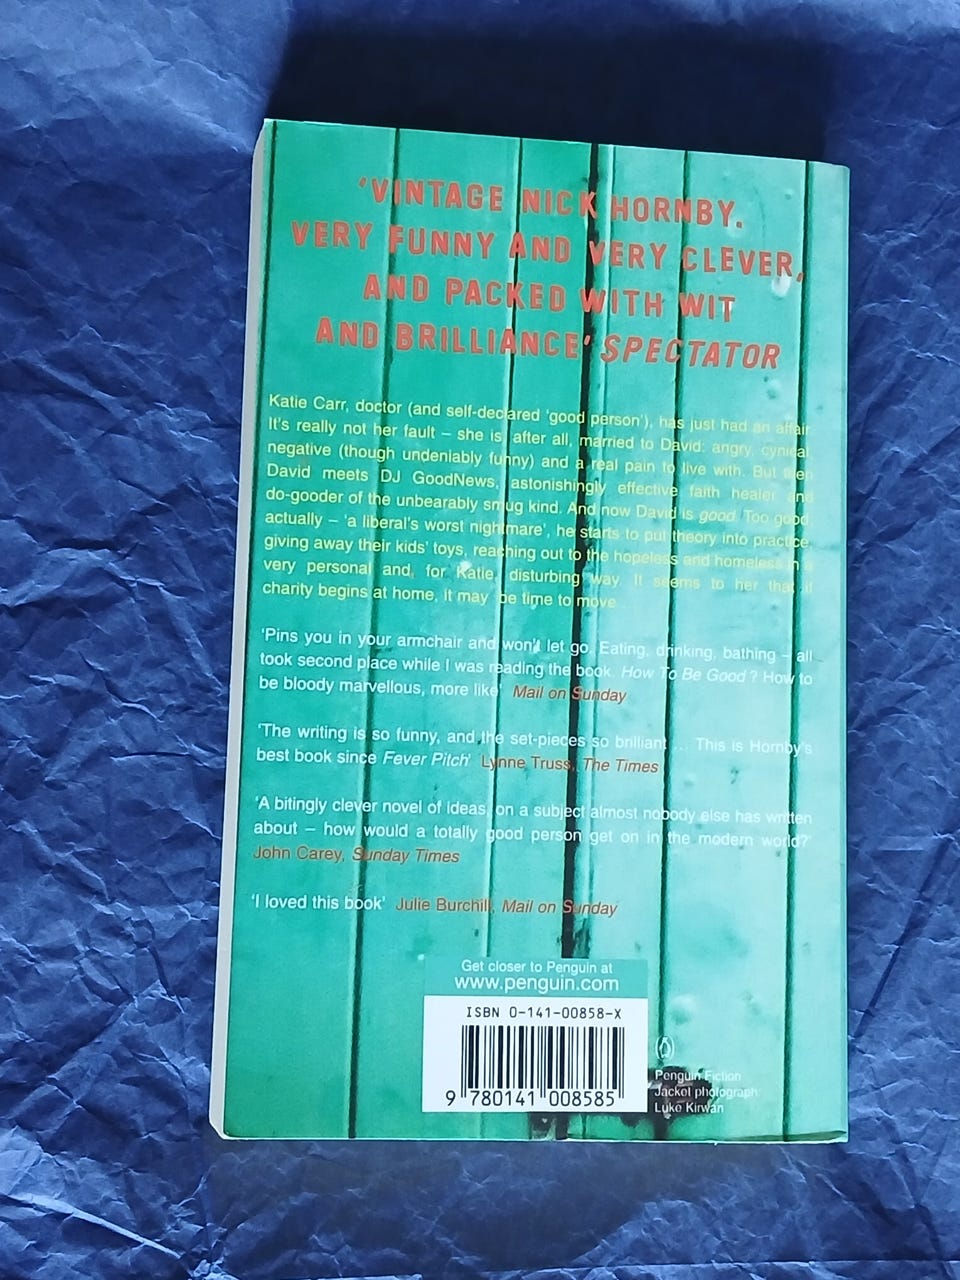 'VINTAGE NICK HORNBY.
VERY FUNNY AND VERY CLEVER,
AND PACKED WITH WIT
AND BRILLIANCE' SPECTATOR
Katie Carr, doctor (and self-declared 'good person'), has just had an affair
It's really not her fault – she is, after all, married to David: angry, cynical,
negative (though undeniably funny) and a real pain to live with. But then
David meets DJ GoodNews, astonishingly effective faith healer and
do-gooder of the unbearably smug kind. And now David is good. Too good,
actually – 'a liberal's worst nightmare', he starts to put theory into practice,
giving away their kids' toys, reaching out to the hopeless and homeless in a
very personal and, for Katie, disturbing way. It seems to her that if
charity begins at home, it may be time to move ...
'Pins you in your armchair and won't let go. Eating, drinking, bathing – all
took second place while I was reading the book. How To Be Good? How to
be bloody marvellous, more like' Mail on Sunday
'The writing is so funny, and the set-pieces so brilliant ... This is Hornby's
best book since Fever Pitch' Lynne Truss, The Times
'A bitingly clever novel of ideas, on a subject almost nobody else has written
about – how would a totally good person get on in the modern world?'
John Carey, Sunday Times
'I loved this book' Julie Burchill, Mail on Sunday
Get closer to Penguin at
www.penguin.com
ISBN 0-141-00858-X
9 780141 008585
Penguin Fiction
Jacket photograph:
Luke Kirwan